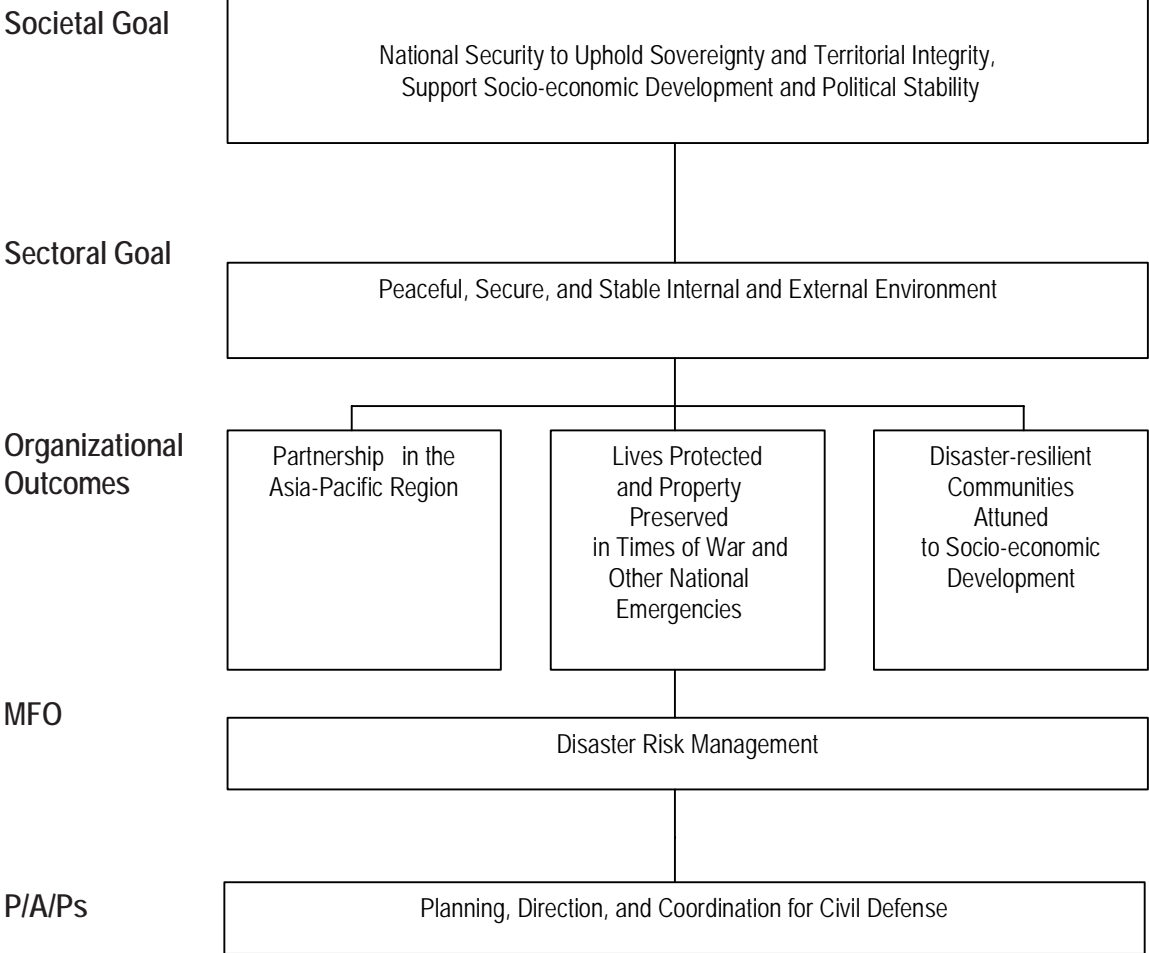 Societal Goal
National Security to Uphold Sovereignty and Territorial Integrity,
Support Socio-economic Development and Political Stability
Sectoral Goal
Peaceful, Secure, and Stable Internal and External Environment
Organizational
Outcomes
Partnership in the
Asia-Pacific Region
Lives Protected
and Property
Preserved
in Times of War and
Other National
Emergencies
Disaster-resilient
Communities
Attuned
to Socio-economic
Development
MFO
Disaster Risk Management
P/A/Ps
Planning, Direction, and Coordination for Civil Defense